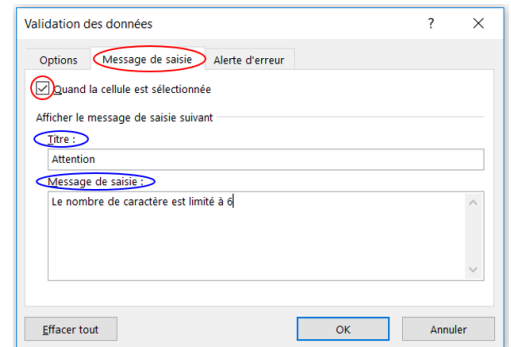 Validation des données ? ×
Options Message de saisie Alerte d'erreur
Quand la cellule est sélectionnée
Afficher le message de saisie suivant
Titre :
Attention
Message de saisie :
Le nombre de caractère est limité à 6
Effacer tout OK Annuler